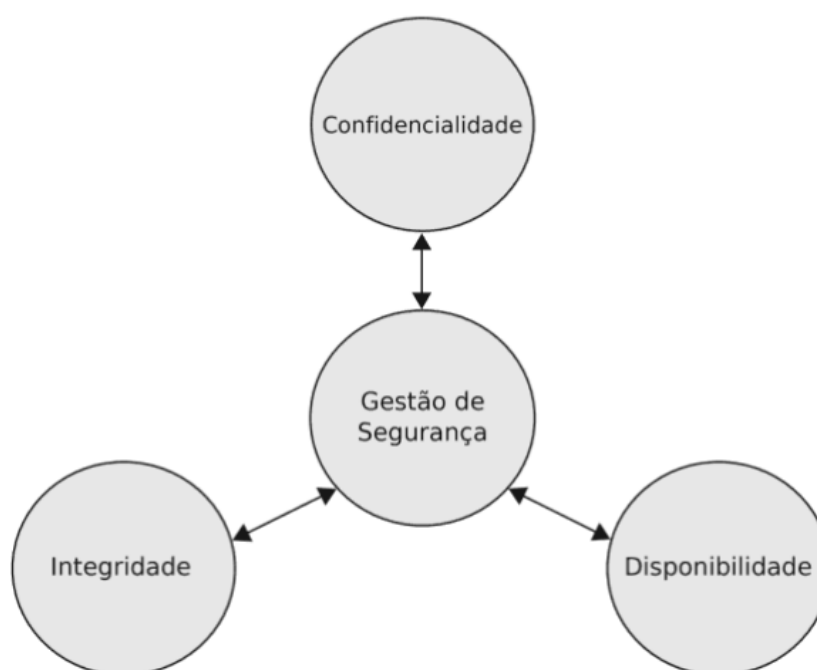 Confidencialidade
Gestão de
Segurança
Integridade
Disponibilidade